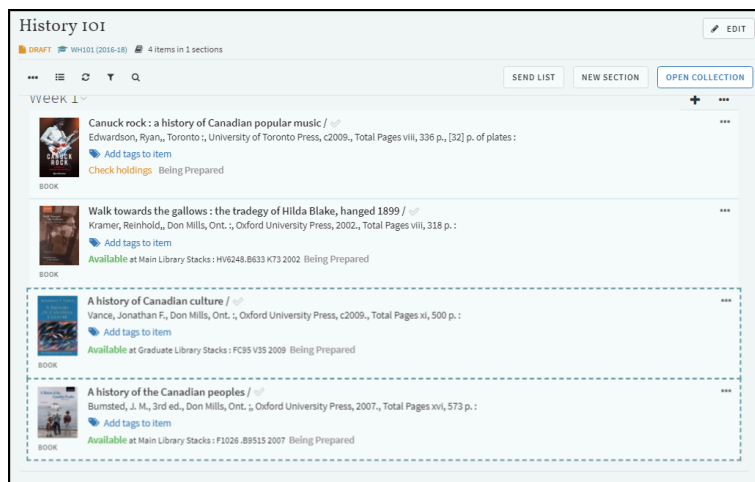 History 101
EDIT
DRAFT WH101 (2016-18) 4 items in 1 sections
SEND LIST NEW SECTION OPEN COLLECTION
Week 1
Canuck rock : a history of Canadian popular music /
Edwardson, Ryan,, Toronto :, University of Toronto Press, c2009., Total Pages viii, 336 p., [32] p. of plates :
Add tags to item
Check holdings Being Prepared
CANUCK
ROCK
BOOK
Walk towards the gallows : the tradegy of Hilda Blake, hanged 1899 /
Kramer, Reinhold,, Don Mills, Ont. :, Oxford University Press, 2002., Total Pages viii, 318 p. :
Add tags to item
Available at Main Library Stacks : HV6248.B633 K73 2002 Being Prepared
BOOK
A history of Canadian culture /
Vance, Jonathan F., Don Mills, Ont. :, Oxford University Press, c2009., Total Pages xi, 500 p. :
Add tags to item
Available at Graduate Library Stacks : FC95 V35 2009 Being Prepared
BOOK
A history of the Canadian peoples /
Bumsted, J. M., 3rd ed., Don Mills, Ont. :, Oxford University Press, 2007., Total Pages xvi, 573 p. :
Add tags to item
Available at Main Library Stacks : F1026 .B9515 2007 Being Prepared
BOOK